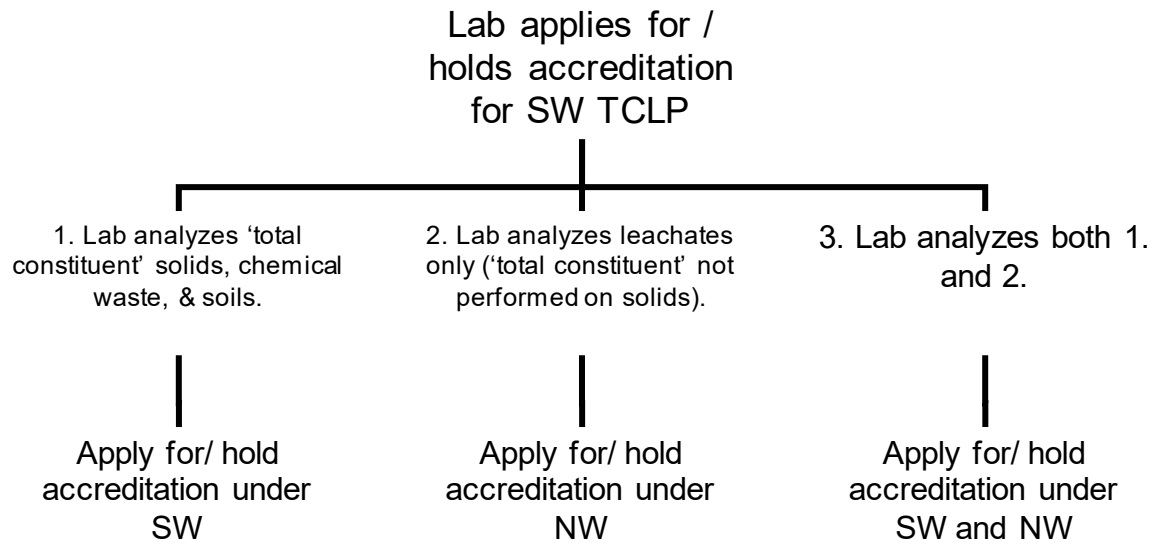 Lab applies for /
holds accreditation
for SW TCLP
1. Lab analyzes ‘total
constituent’ solids, chemical
waste, & soils.
2. Lab analyzes leachates
only (‘total constituent’ not
performed on solids).
3. Lab analyzes both 1.
and 2.
Apply for/ hold
accreditation under
SW
Apply for/ hold
accreditation under
NW
Apply for/ hold
accreditation under
SW and NW